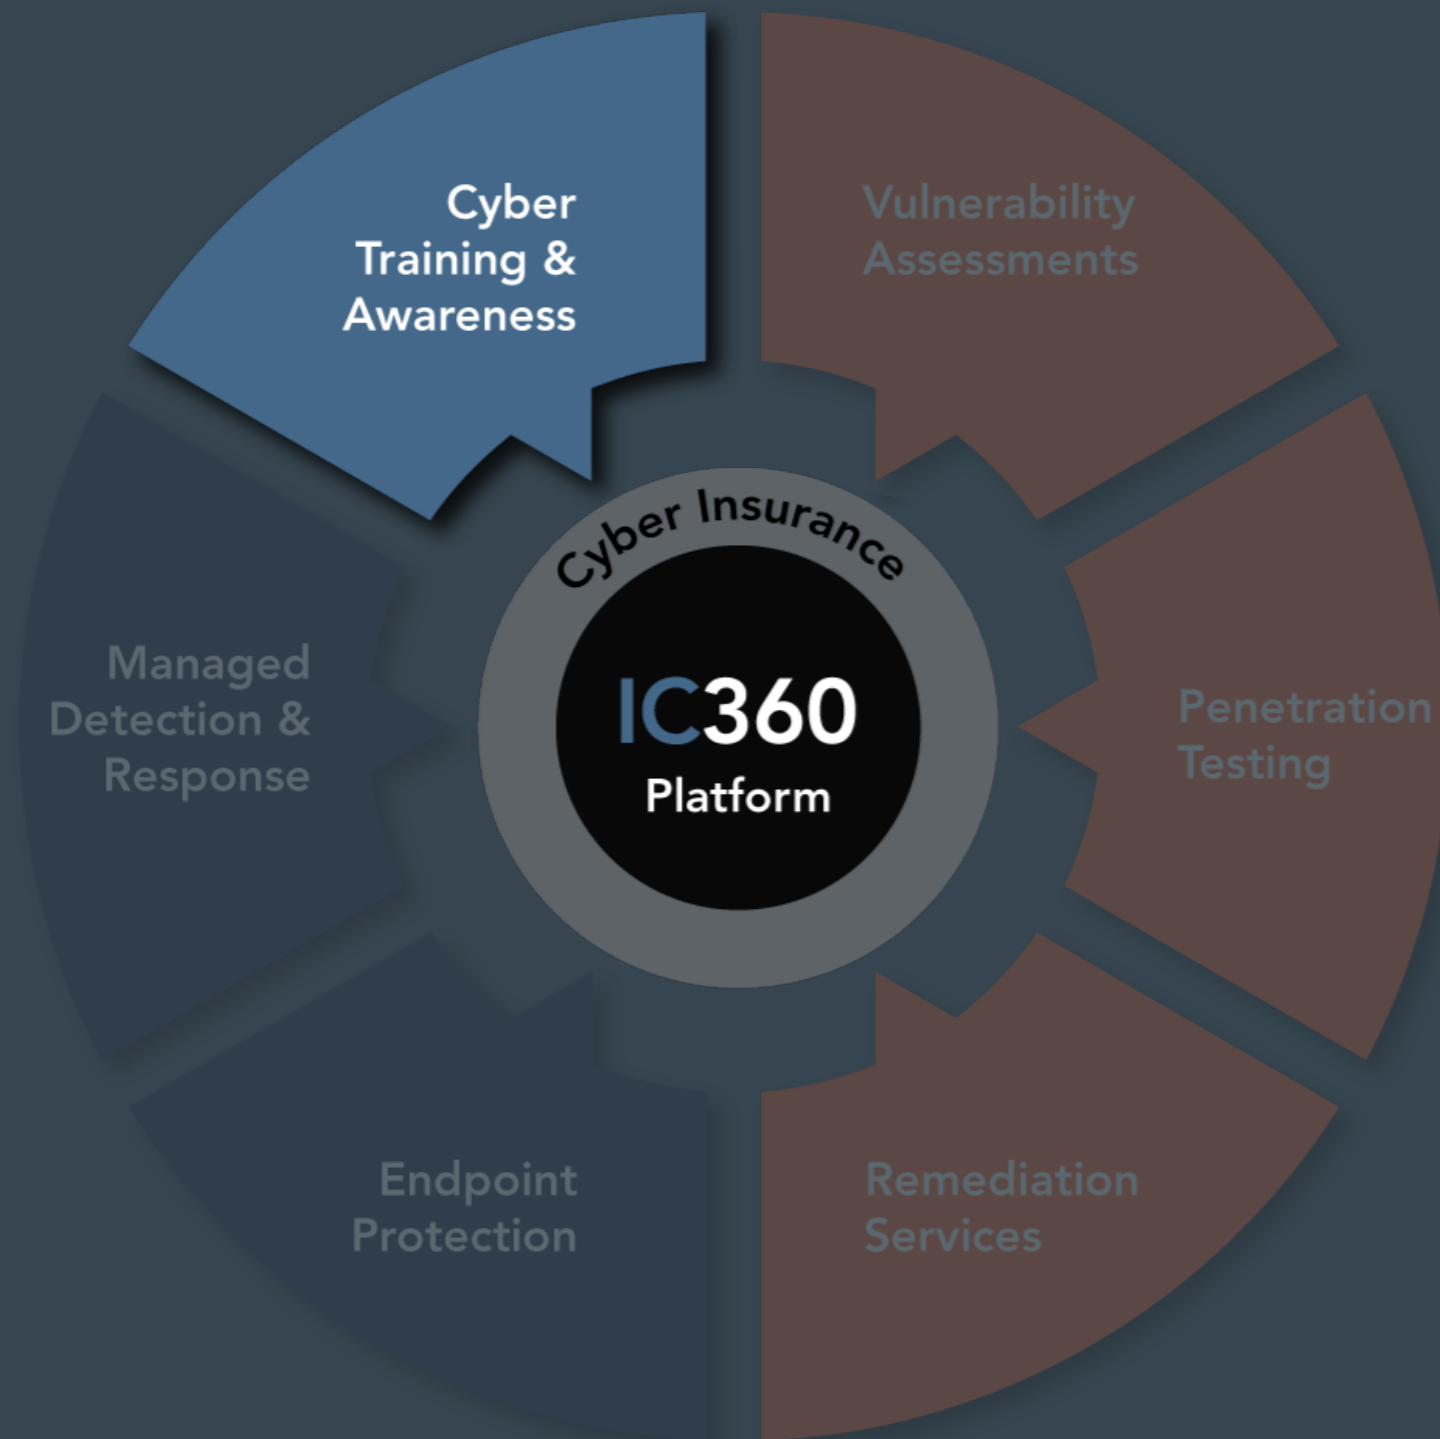 Cyber
Training &
Awareness
Vulnerability
Assessments
Cyber Insurance
IC360
Platform
Managed
Detection &
Response
Penetration
Testing
Endpoint
Protection
Remediation
Services